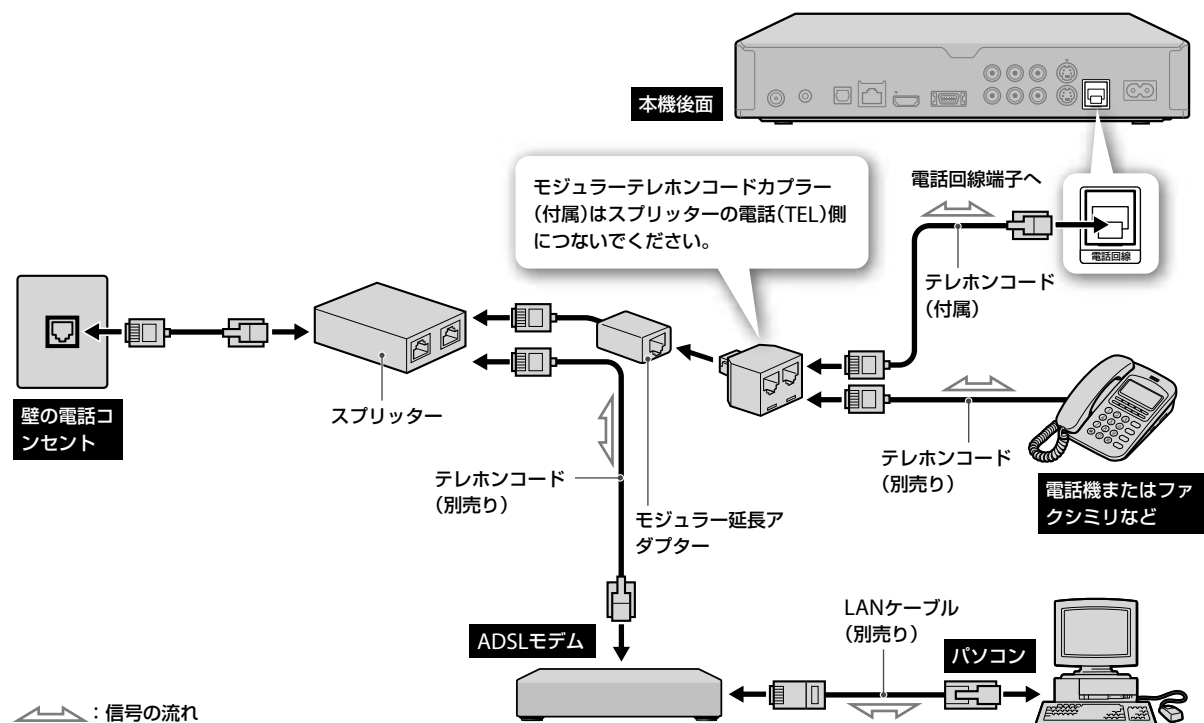 本機後面
モジュラーテレホンコードカプラー
(付属)はスプリッターの電話(TEL)側
につないでください。
電話回線端子へ
電話回線
テレホンコード
(付属)
壁の電話コ
ンセント
スプリッター
テレホンコード
(別売り)
モジュラー延長ア
ダプター
テレホンコード
(別売り)
電話機またはファ
クシミリなど
ADSLモデム
LANケーブル
(別売り)
パソコン
：信号の流れ